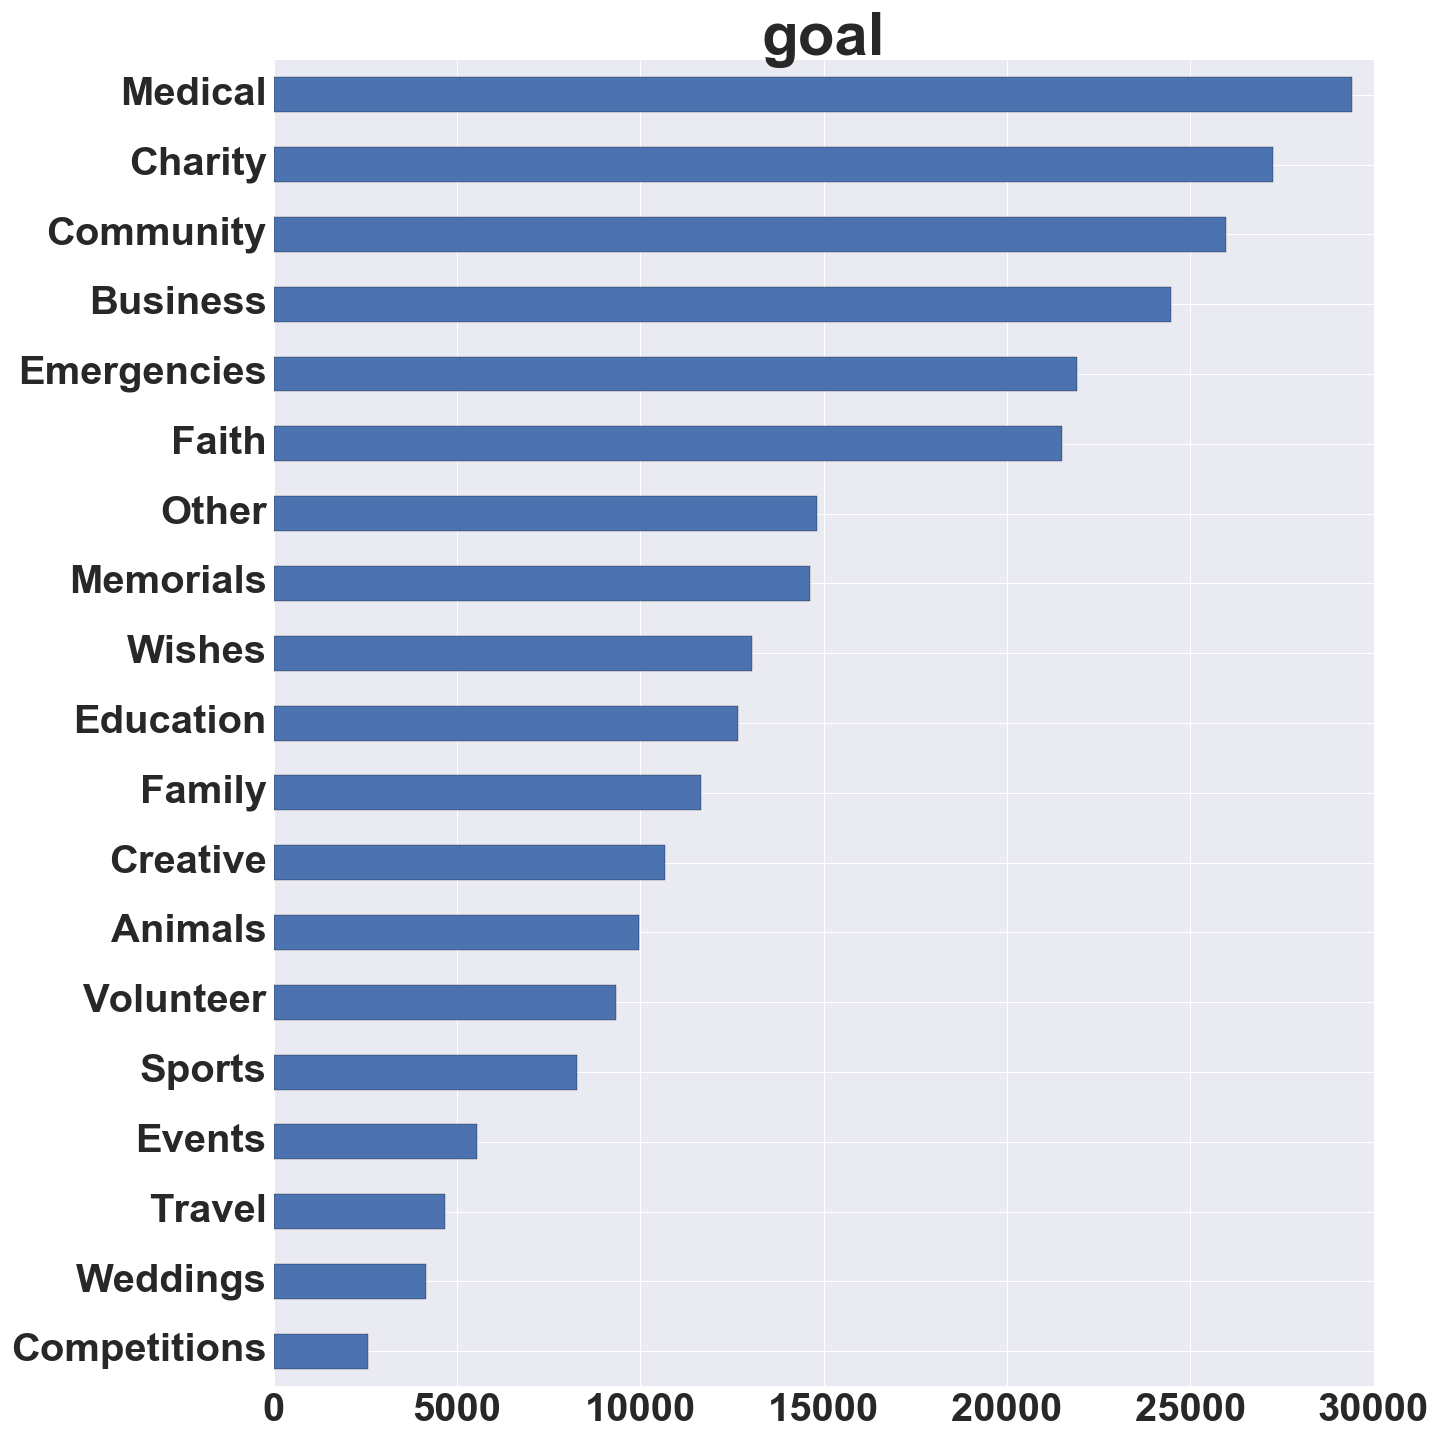 goal
Medical
Charity
Community
Business
Emergencies
Faith
Other
Memorials
Wishes
Education
Family
Creative
Animals
Volunteer
Sports
Events
Travel
Weddings
Competitions
0 5000 10000 15000 20000 25000 30000